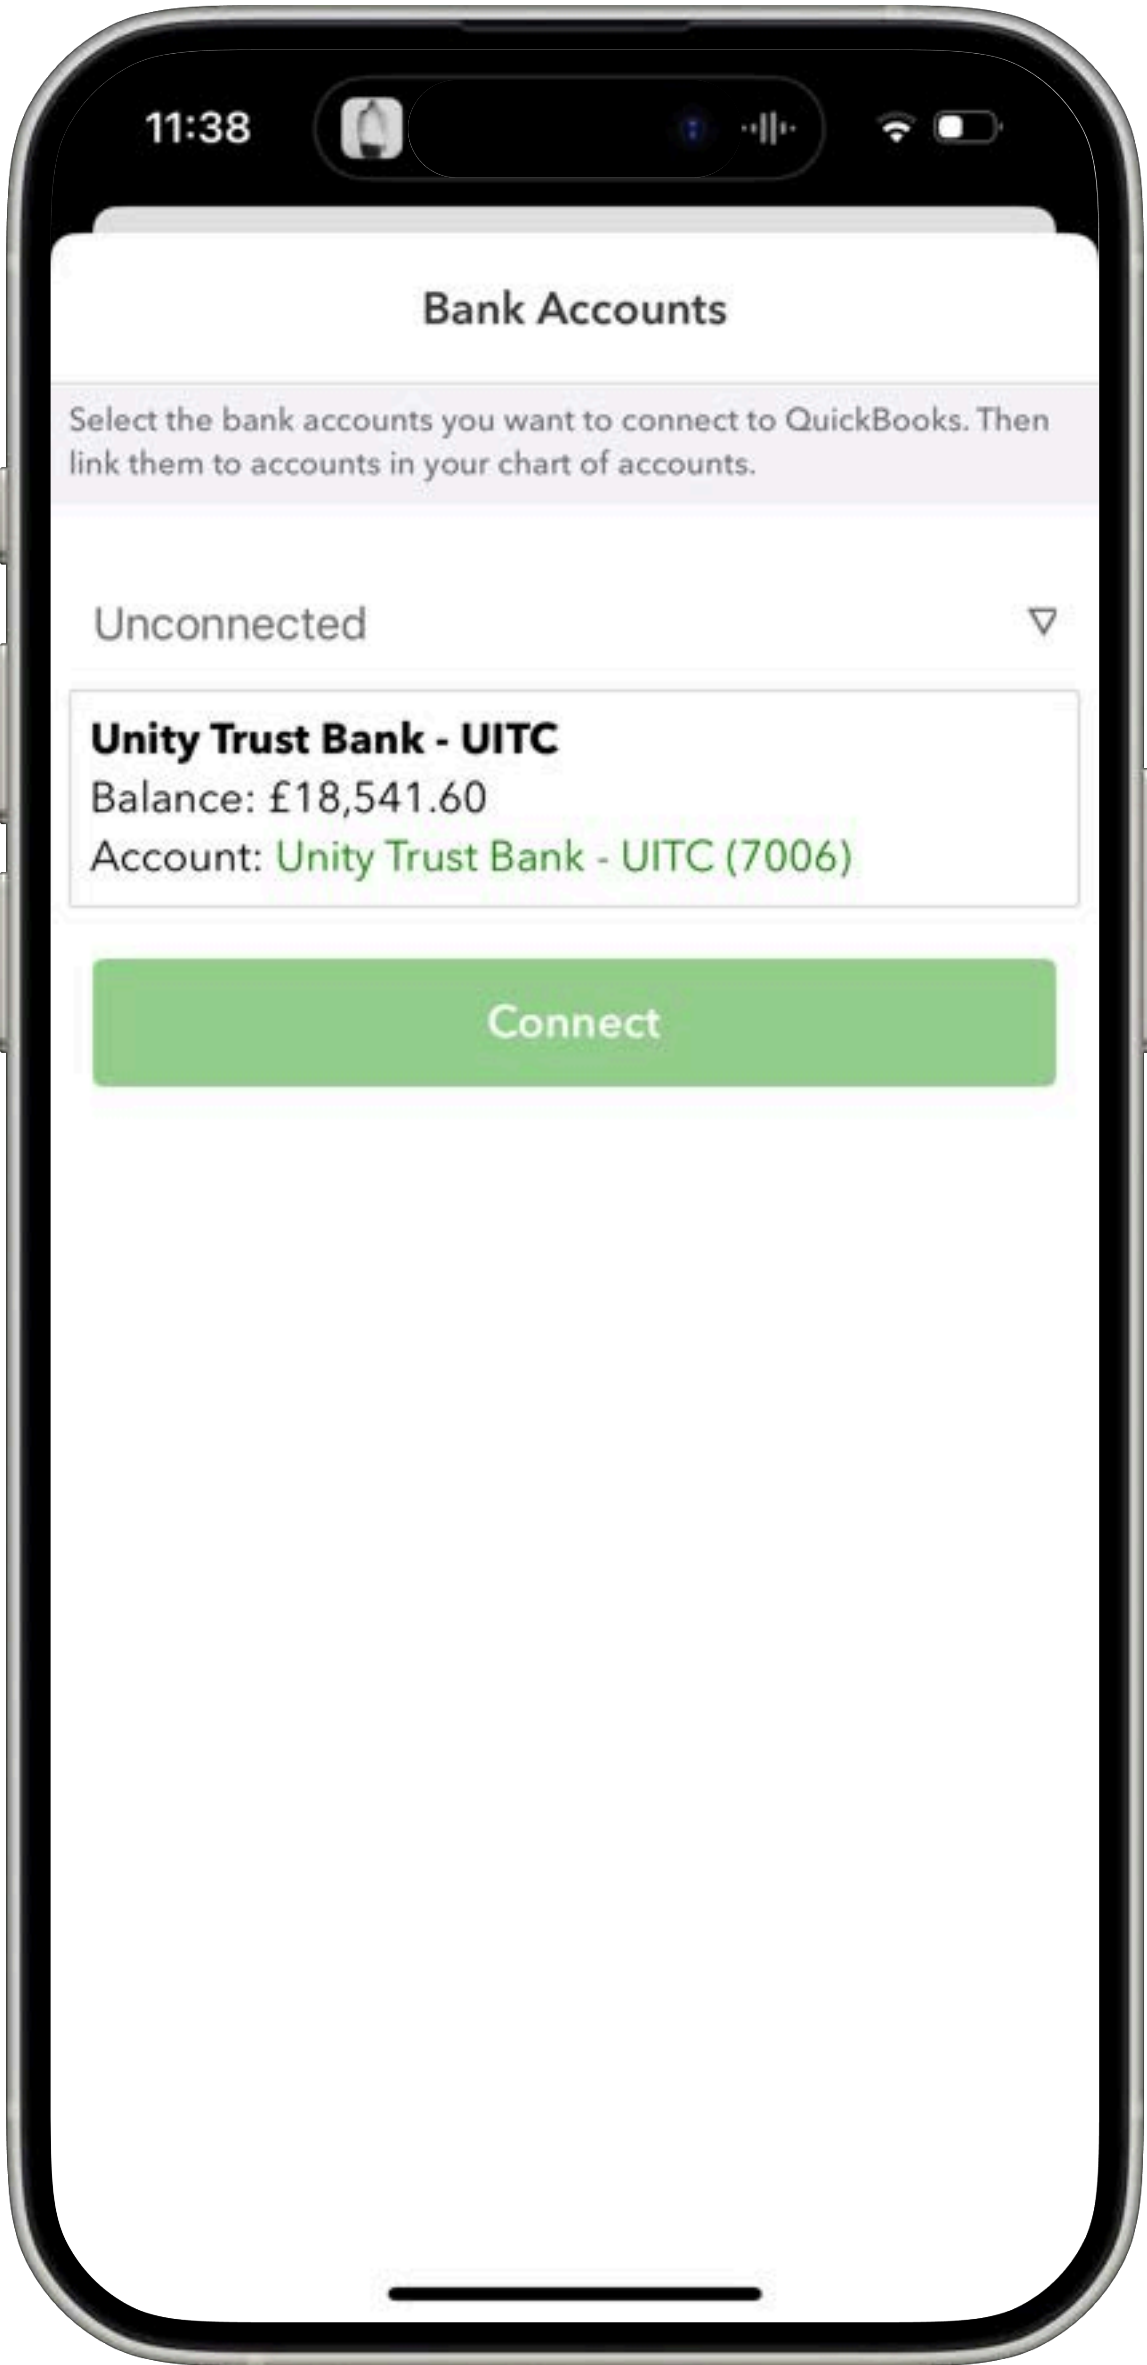 11:38
Bank Accounts
Select the bank accounts you want to connect to QuickBooks. Then
link them to accounts in your chart of accounts.
Unconnected
Unity Trust Bank - UITC
Balance: £18,541.60
Account: Unity Trust Bank - UITC (7006)
Connect